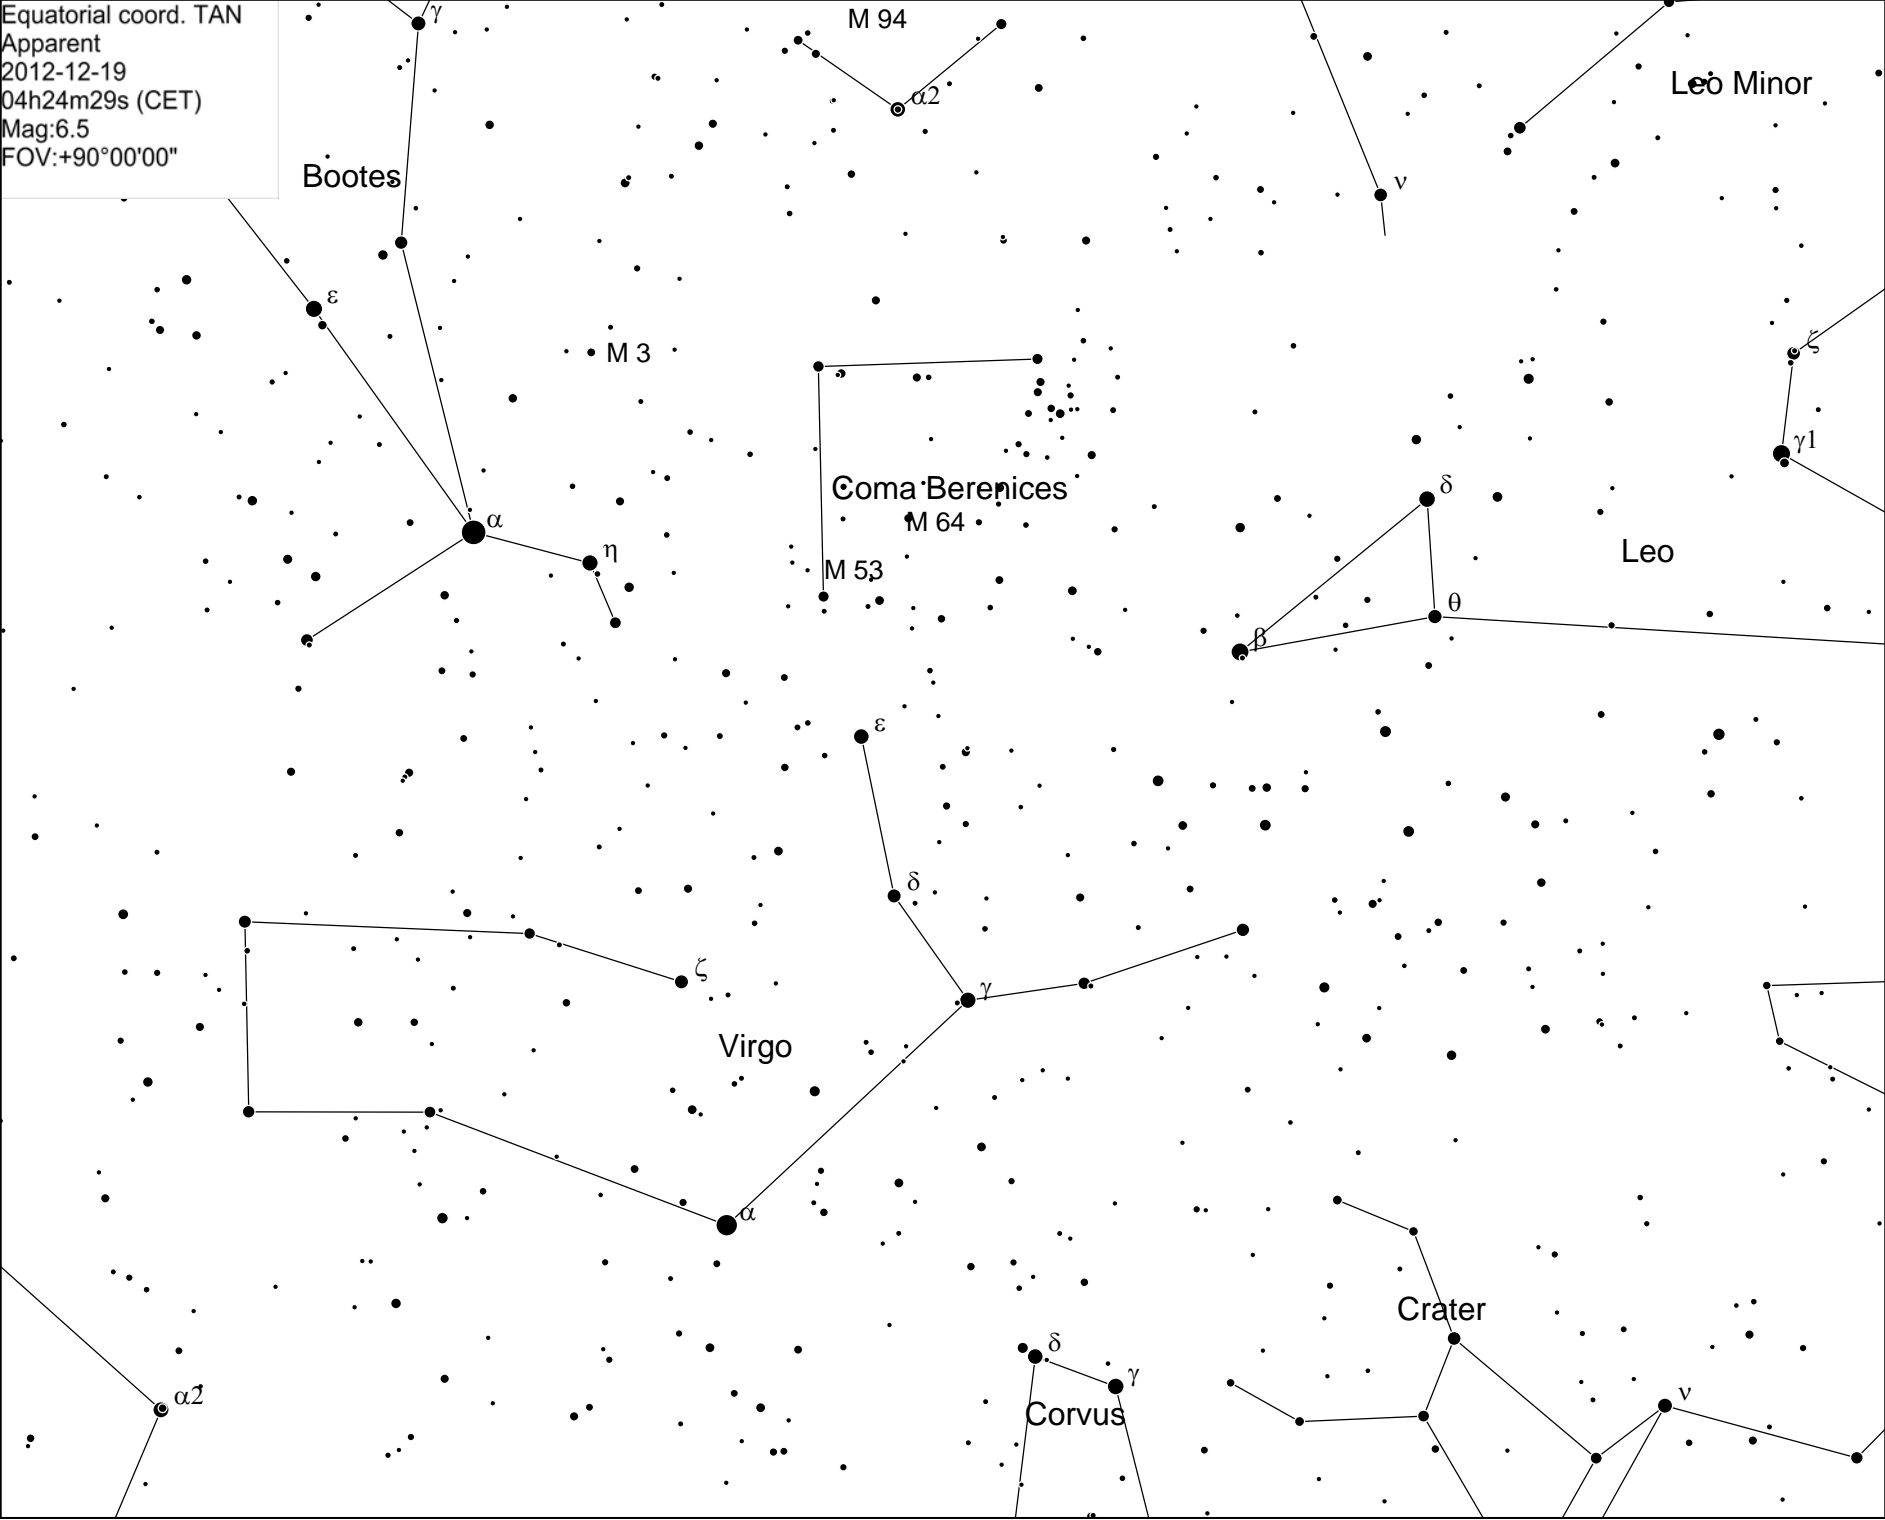 Equatorial coord. TAN
Apparent
2012-12-19
04h24m29s (CET)
Mag:6.5
FOV:+90°00'00"
γ
M 94
α2
Leo Minor
Bootes
ν
ε
M 3
ζ
γ1
Coma Berenices
δ
M 64
α
η
Leo
M 53
θ
β
ε
δ
ζ
γ
Virgo
α
Crater
δ
γ
α2
ν
Corvus